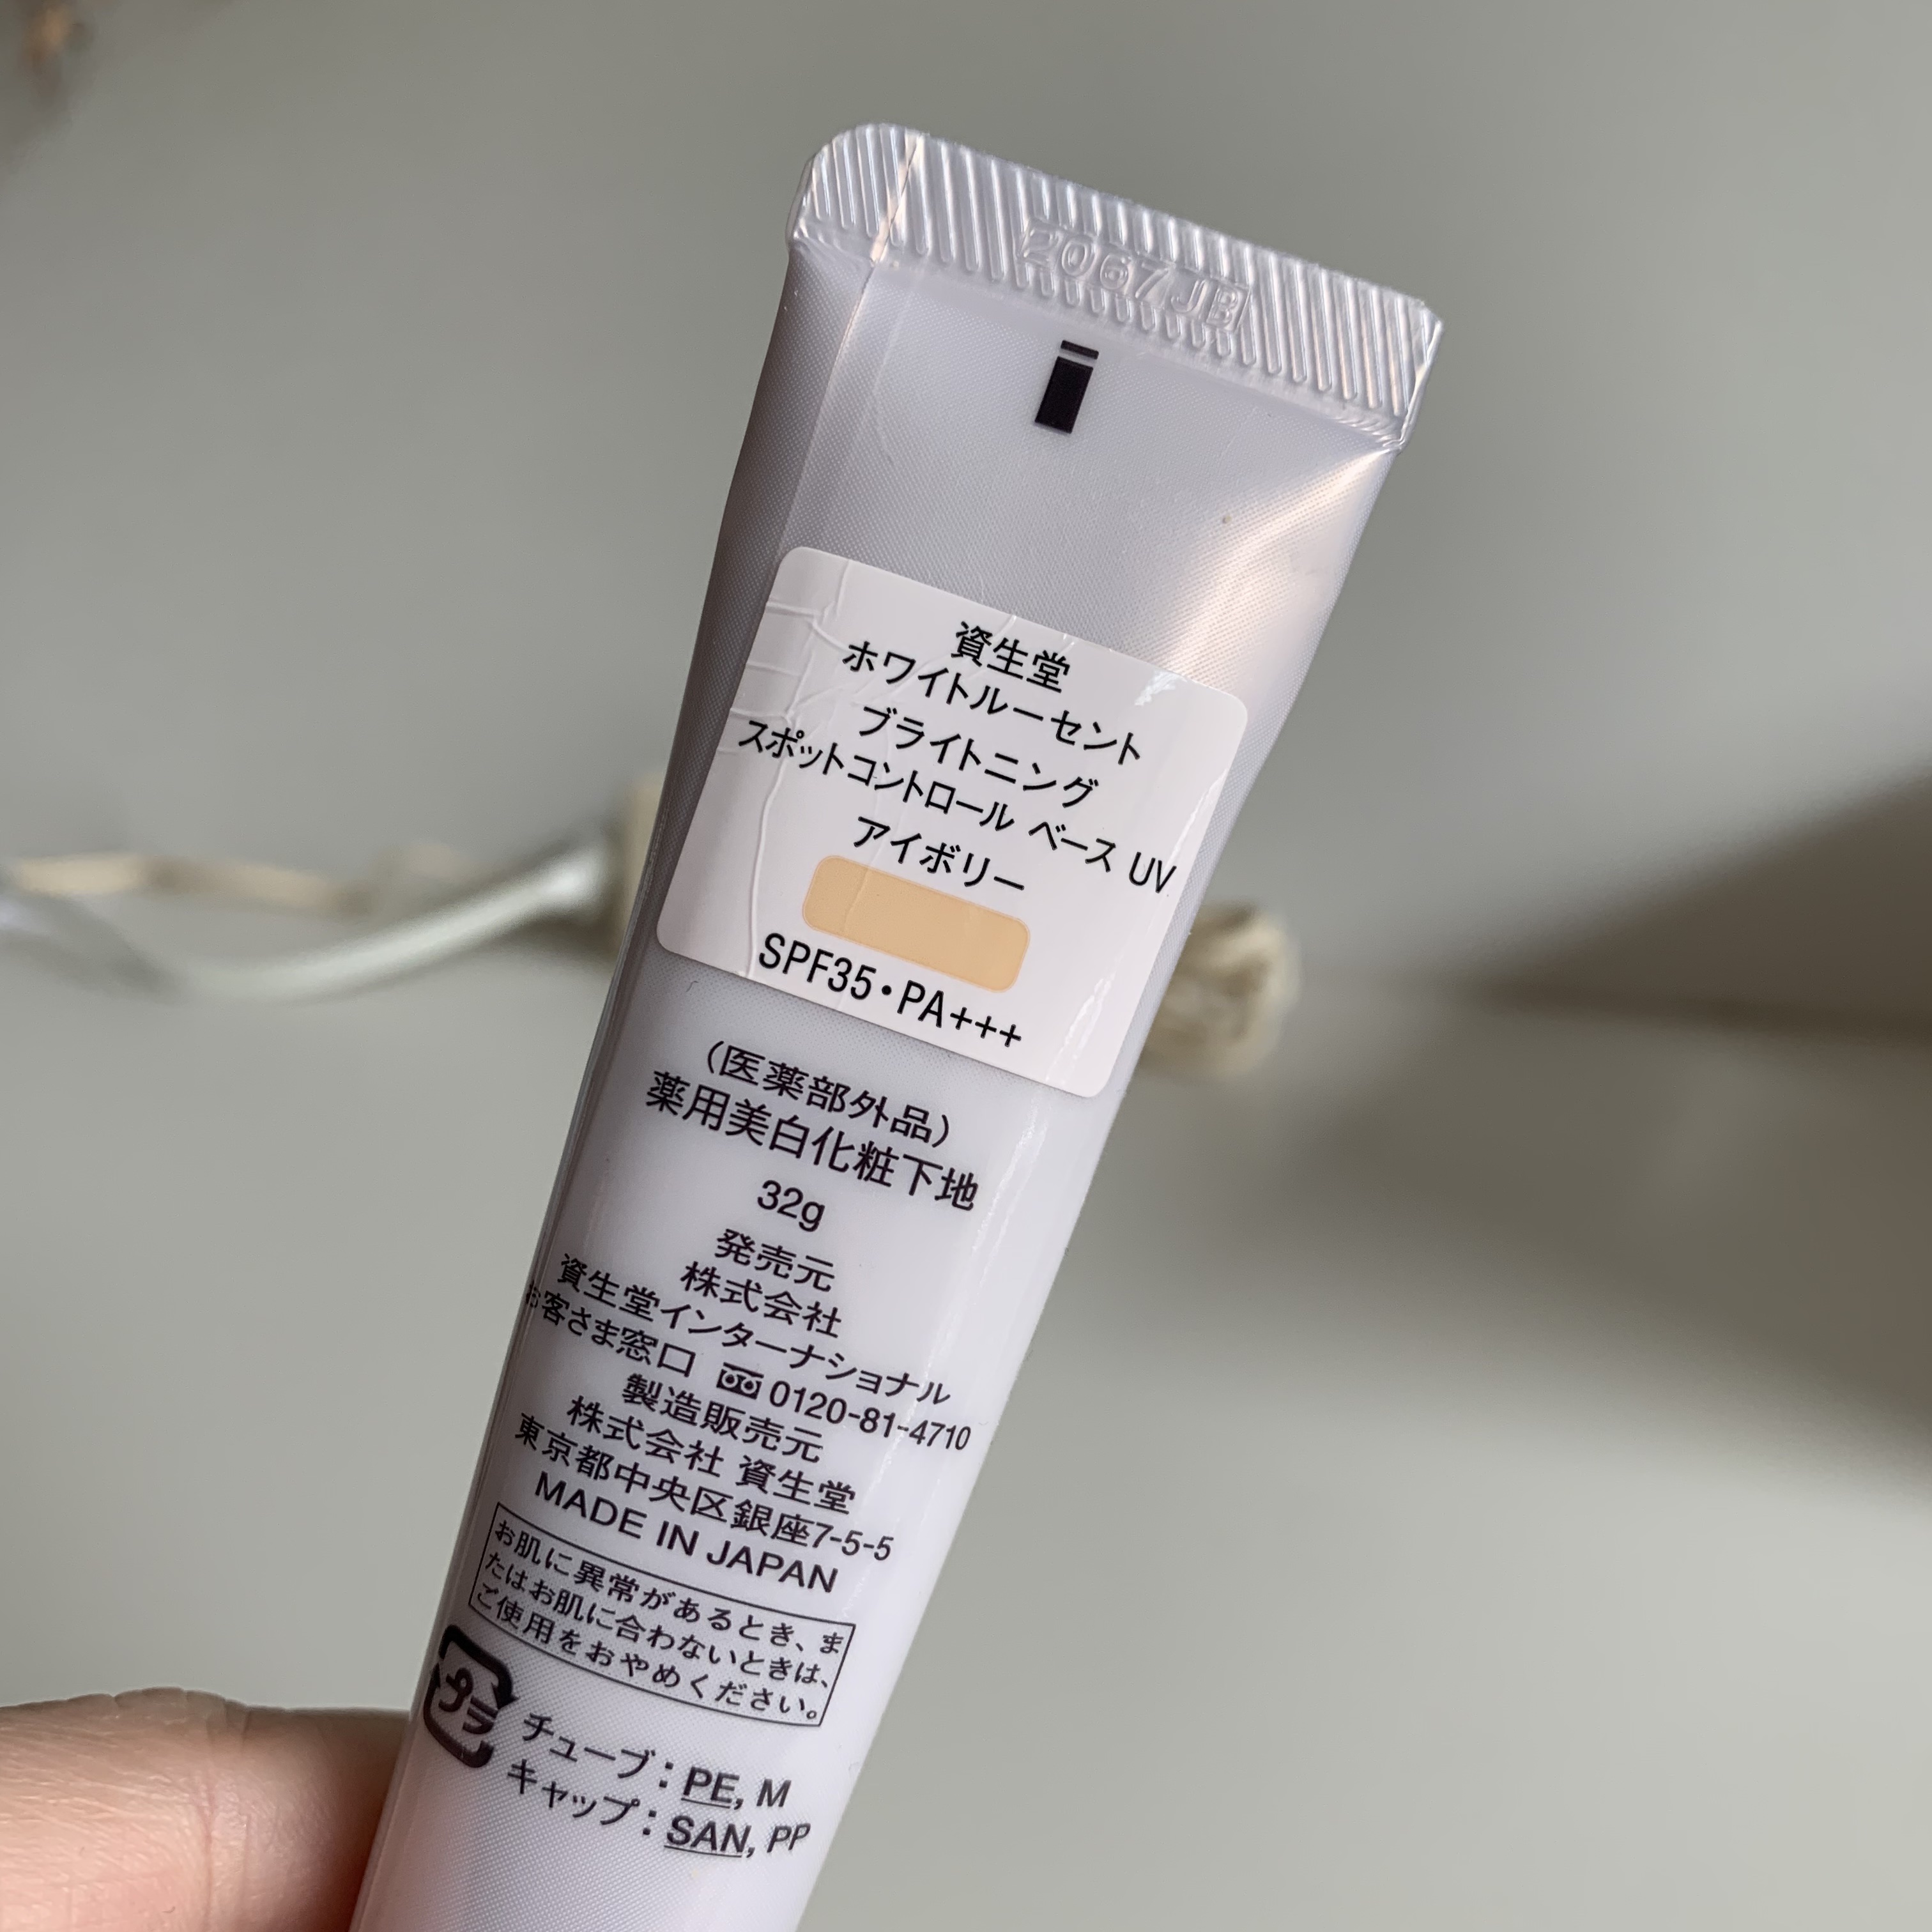 2067JB
資生堂
ホワイトルーセント
ブライトニング
スポットコントロール ベース UV
アイボリー
SPF35・PA+++
（医薬部外品）
薬用美白化粧下地
32g
発売元
株式会社
資生堂インターナショナル
お客さま窓口 0120-81-4710
製造販売元
株式会社 資生堂
東京都中央区銀座7-5-5
MADE IN JAPAN
お肌に異常があるとき、ま
たはお肌に合わないときは、
ご使用をおやめください。
プラ
チューブ：PE, M
キャップ：SAN, PP